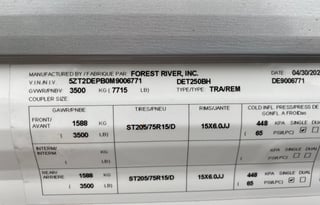 MANUFACTURED BY / FABRIQUE PAR: FOREST RIVER, INC. DATE 04/30/202
V.I.N./N.I.V. 5ZT2DEPB0M9006771 DET250BH DE9006771
GVWR/PNBV: 3500 KG ( 7715 LB) TYPE/TYPE: TRA/REM
COUPLER SIZE
GAWR/PNBE TIRES/PNEU RIMS/JANTE COLD INFL PRESS/PRESS DE
GONFL A FROID
FRONT/ 1588 KG ST205/75R15/D 15X6.0JJ 448 KPA SINGLE DUAL
AVANT ( 3500 LB) ( 65 PSI/LPC)
INTERM/ KG KPA SINGLE DUAL
INTERM ( LB) ( PSI/LPC)
REAR/ 1588 KG ST205/75R15/D 15X6.0JJ 448 KPA SINGLE DUAL
ARRIERE ( 3500 LB) ( 65 PSI/LPC)